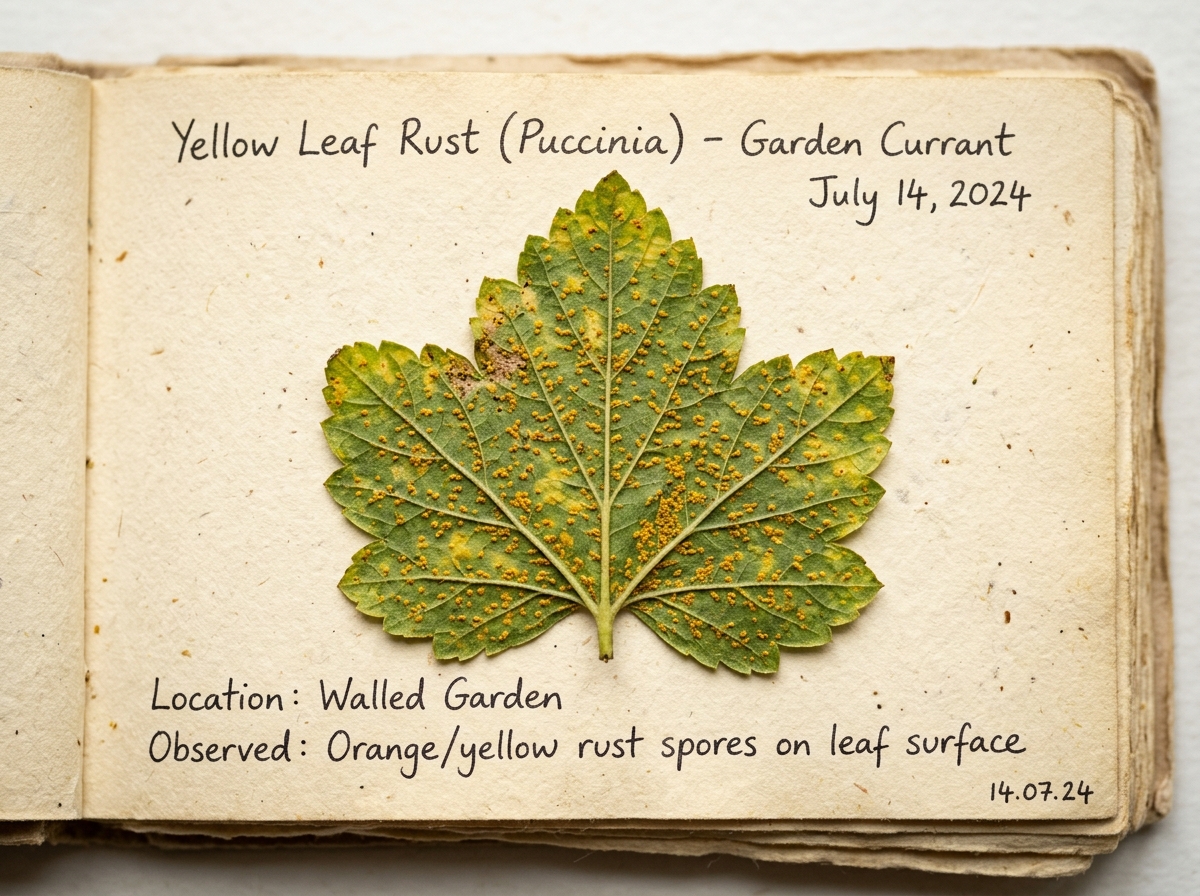 Yellow Leaf Rust (Puccinia) – Garden Currant
July 14, 2024
Location: Walled Garden
Observed: Orange/yellow rust spores on leaf surface
14.07.24